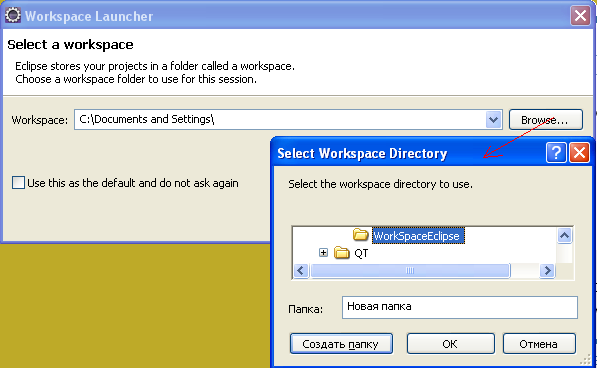 Workspace Launcher
Select a workspace
Eclipse stores your projects in a folder called a workspace.
Choose a workspace folder to use for this session.
Workspace: C:\Documents and Settings\ Browse...
Use this as the default and do not ask again
Select Workspace Directory
Select the workspace directory to use.
WorkSpaceEclipse
QT
Папка: Новая папка
Создать папку OK Отмена